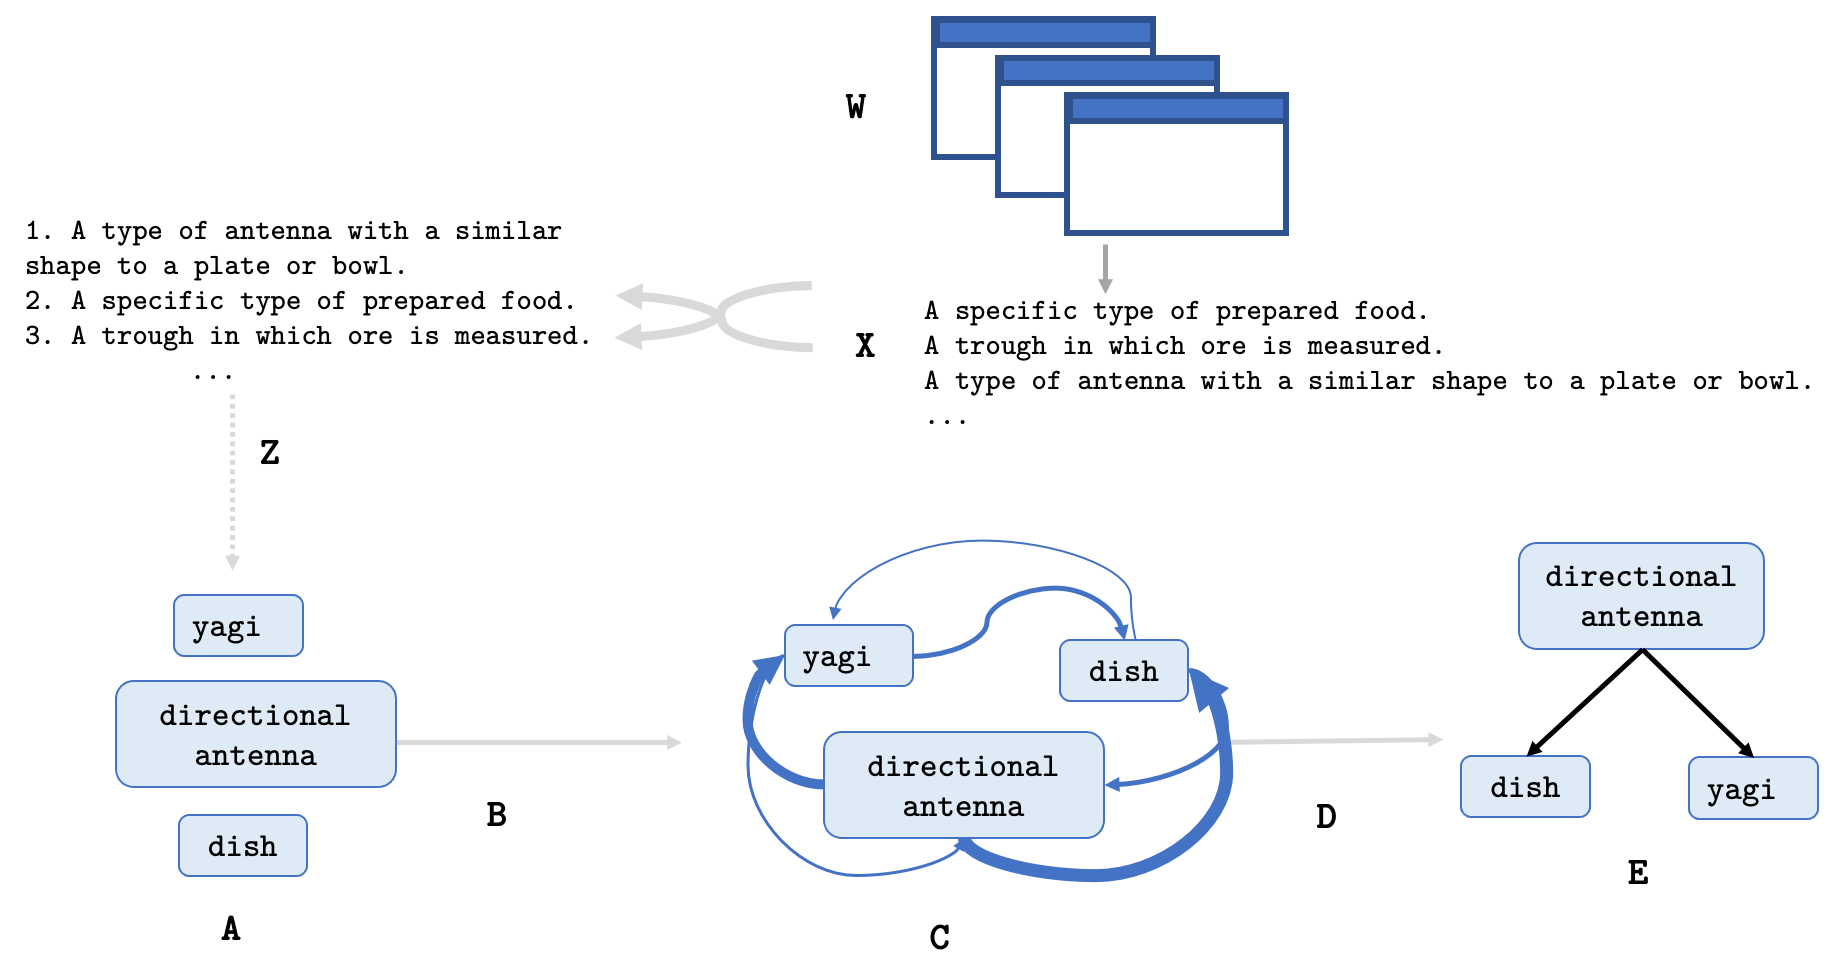 W
1. A type of antenna with a similar
shape to a plate or bowl.
2. A specific type of prepared food.
3. A trough in which ore is measured.
...
X
A specific type of prepared food.
A trough in which ore is measured.
A type of antenna with a similar shape to a plate or bowl.
...
Z
yagi
directional
antenna
dish
A
B
yagi
dish
directional
antenna
C
D
directional
antenna
dish
yagi
E